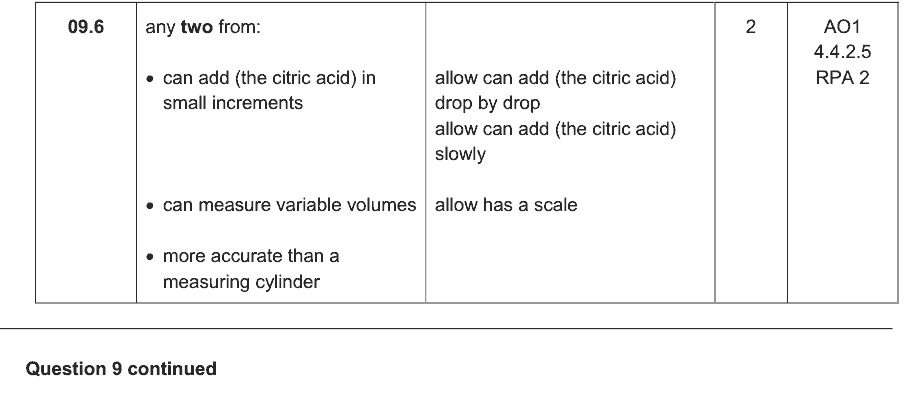 09.6 any two from: 2 AO1
4.4.2.5
• can add (the citric acid) in allow can add (the citric acid) RPA 2
small increments drop by drop
allow can add (the citric acid)
slowly
• can measure variable volumes allow has a scale
• more accurate than a
measuring cylinder
Question 9 continued